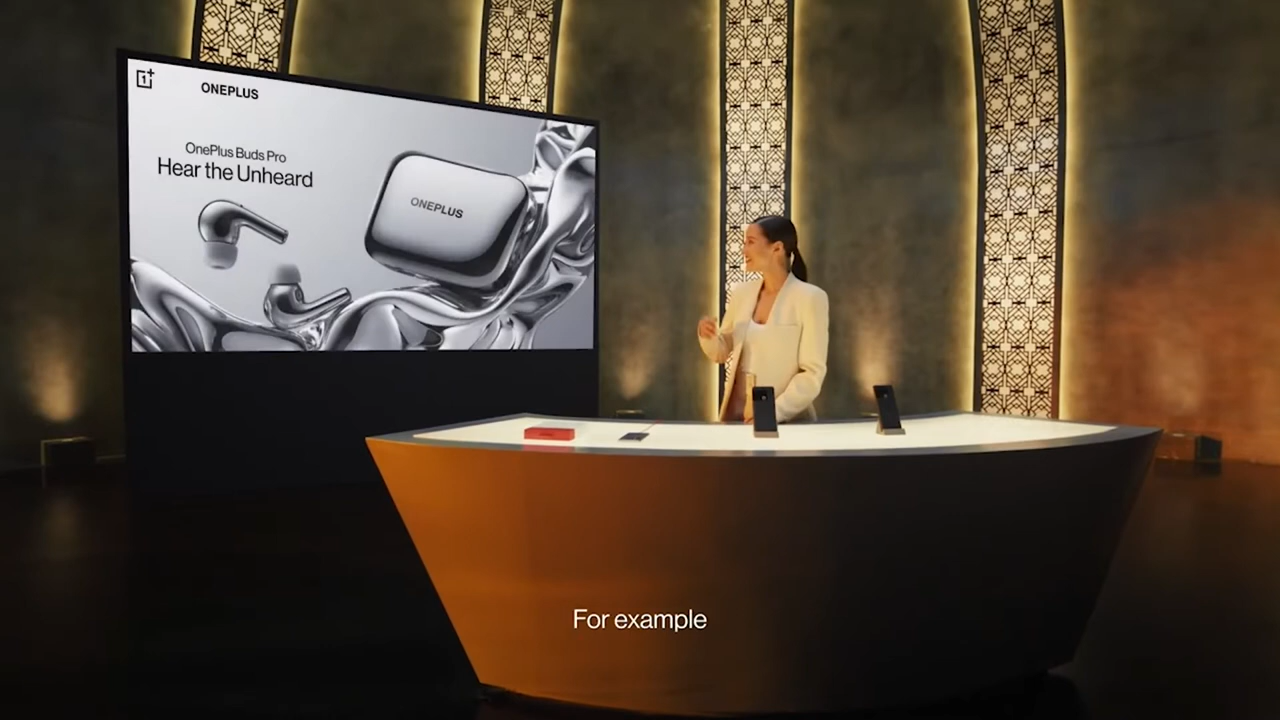 ONEPLUS
OnePlus Buds Pro
Hear the Unheard
ONEPLUS
For example